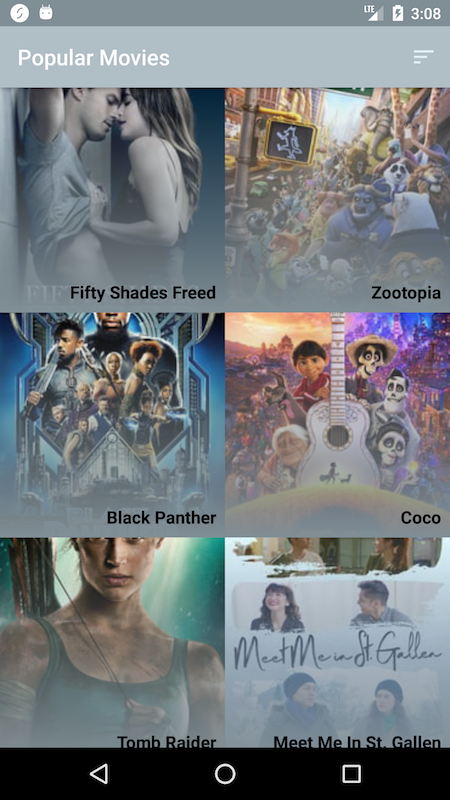 LTE 3:08
Popular Movies
FIFTY
Fifty Shades Freed
Zootopia
Black Panther
Coco
Meet Me in St. Gallen
Tomb Raider
Meet Me In St. Gallen